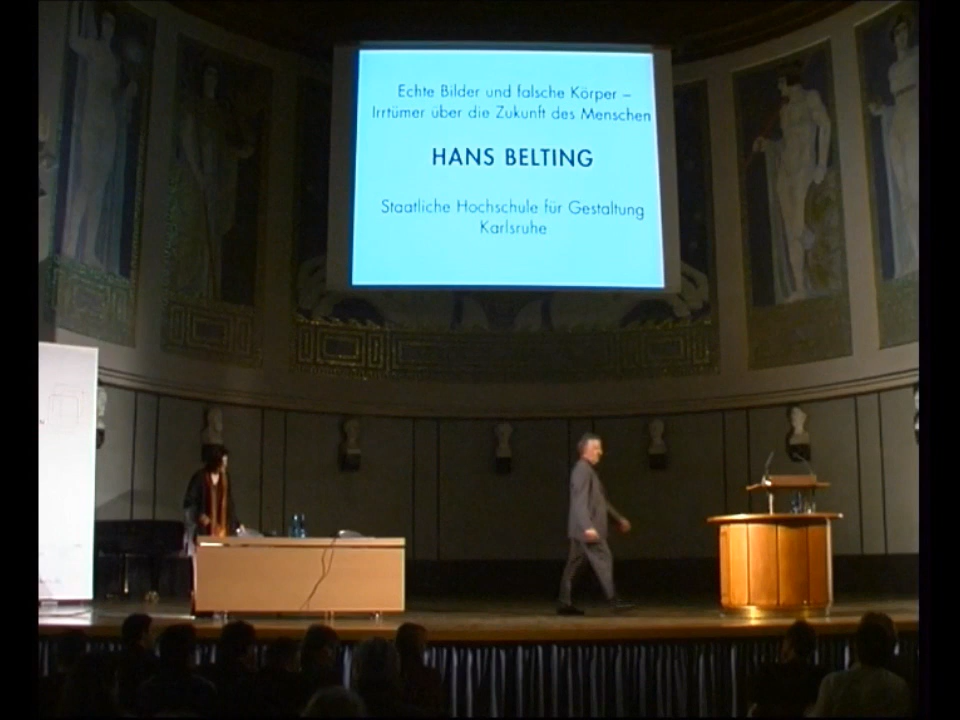 Echte Bilder und falsche Körper –
Irrtümer über die Zukunft des Menschen
HANS BELTING
Staatliche Hochschule für Gestaltung
Karlsruhe